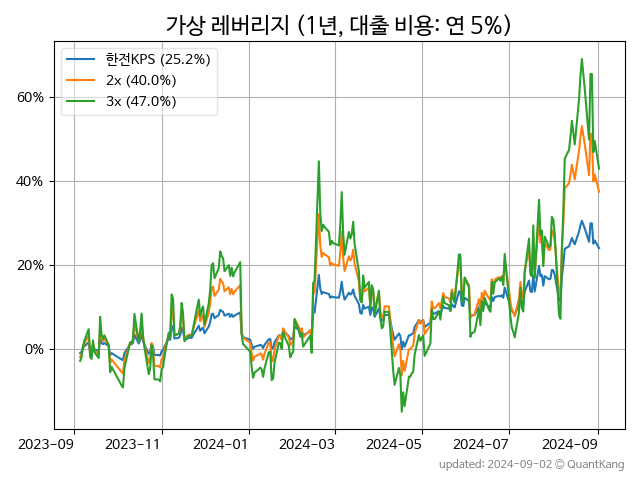 가상 레버리지 (1년, 대출 비용: 연 5%)
한전KPS (25.2%)
2x (40.0%)
3x (47.0%)
60%
40%
20%
0%
2023-09 2023-11 2024-01 2024-03 2024-05 2024-07 2024-09
updated: 2024-09-02 © QuantKang